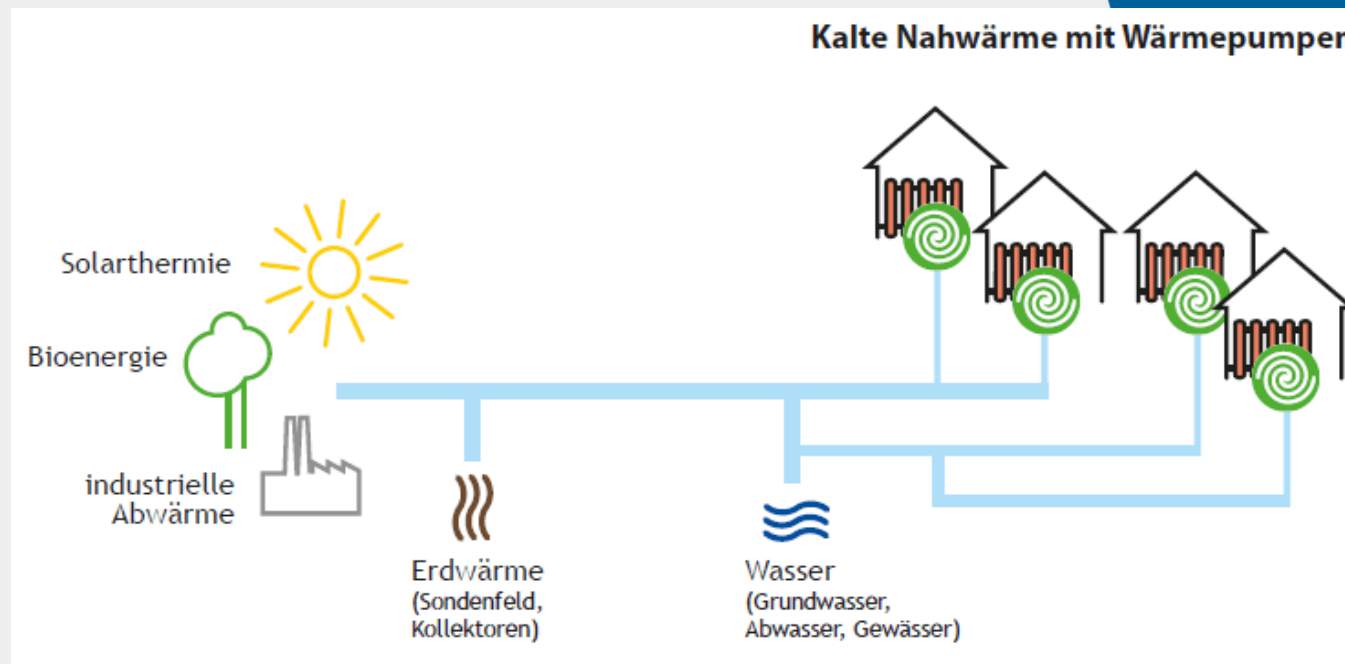 Kalte Nahwärme mit Wärmepumpen
Solarthermie
Bioenergie
industrielle
Abwärme
Erdwärme
(Sondenfeld,
Kollektoren)
Wasser
(Grundwasser,
Abwasser, Gewässer)